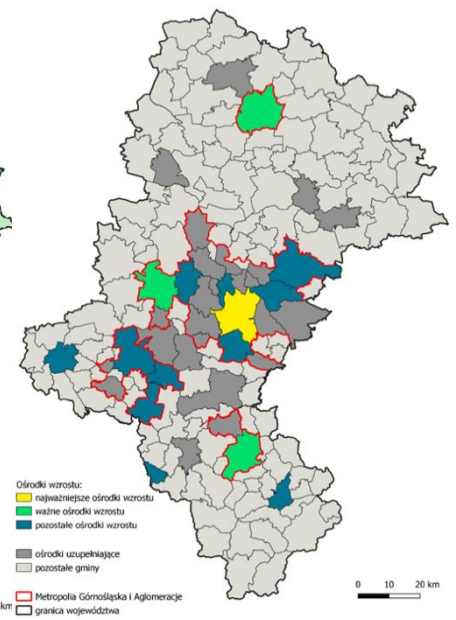 Ośrodki wzrostu:
najważniejsze ośrodki wzrostu
ważne ośrodki wzrostu
pozostałe ośrodki wzrostu
ośrodki uzupełniające
pozostałe gminy
Metropolia Górnośląska i Aglomeracje
granica województwa
0 10 20 km
km